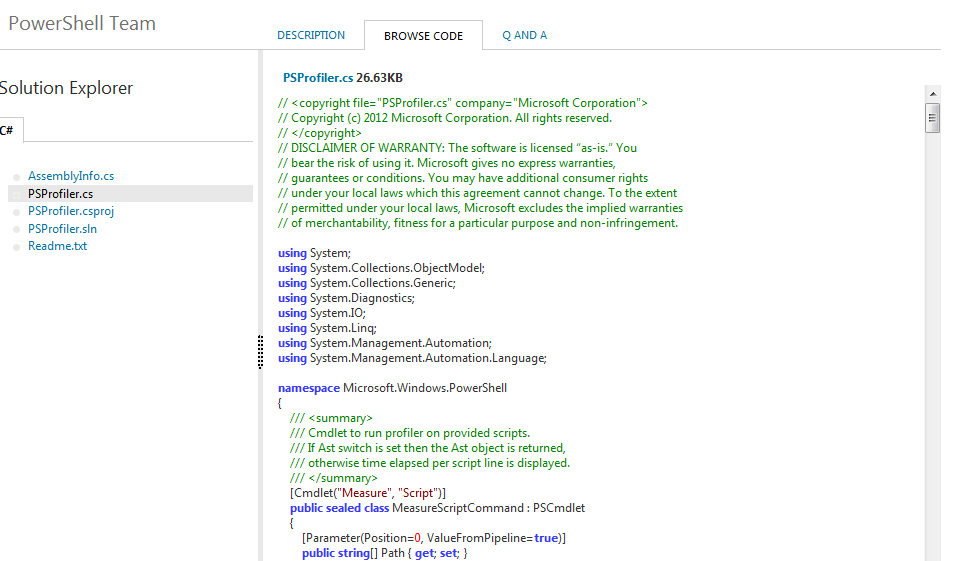 PowerShell Team
DESCRIPTION
BROWSE CODE
Q AND A
Solution Explorer
C#
AssemblyInfo.cs
PSProfiler.cs
PSProfiler.csproj
PSProfiler.sln
Readme.txt
PSProfiler.cs 26.63KB
// <copyright file="PSProfiler.cs" company="Microsoft Corporation">
// Copyright (c) 2012 Microsoft Corporation. All rights reserved.
// </copyright>
// DISCLAIMER OF WARRANTY: The software is licensed “as-is.” You
// bear the risk of using it. Microsoft gives no express warranties,
// guarantees or conditions. You may have additional consumer rights
// under your local laws which this agreement cannot change. To the extent
// permitted under your local laws, Microsoft excludes the implied warranties
// of merchantability, fitness for a particular purpose and non-infringement.
using System;
using System.Collections.ObjectModel;
using System.Collections.Generic;
using System.Diagnostics;
using System.IO;
using System.Linq;
using System.Management.Automation;
using System.Management.Automation.Language;
namespace Microsoft.Windows.PowerShell
{
/// <summary>
/// Cmdlet to run profiler on provided scripts.
/// If Ast switch is set then the Ast object is returned,
/// otherwise time elapsed per script line is displayed.
/// </summary>
[Cmdlet("Measure", "Script")]
public sealed class MeasureScriptCommand : PSCmdlet
{
[Parameter(Position=0, ValueFromPipeline=true)]
public string[] Path { get; set; }